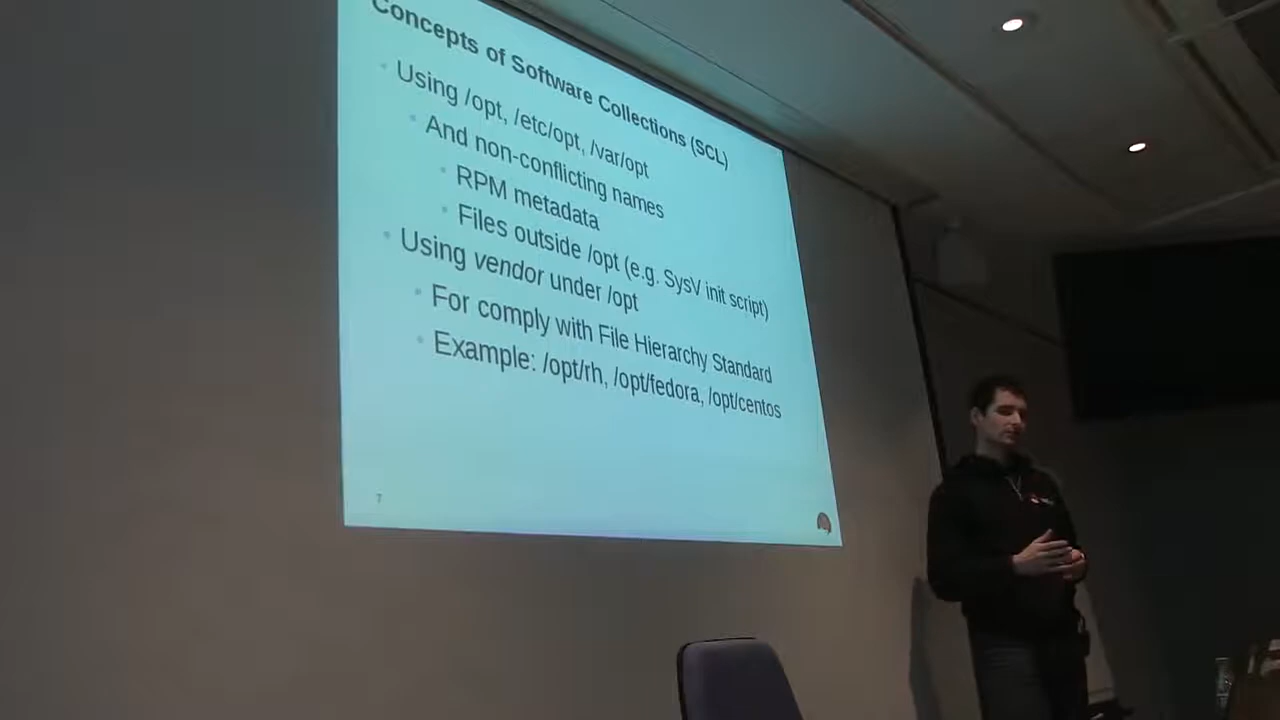 Concepts of Software Collections (SCL)
Using /opt, /etc/opt, /var/opt
And non-conflicting names
RPM metadata
Files outside /opt (e.g. SysV init script)
Using vendor under /opt
For comply with File Hierarchy Standard
Example: /opt/rh, /opt/fedora, /opt/centos
7